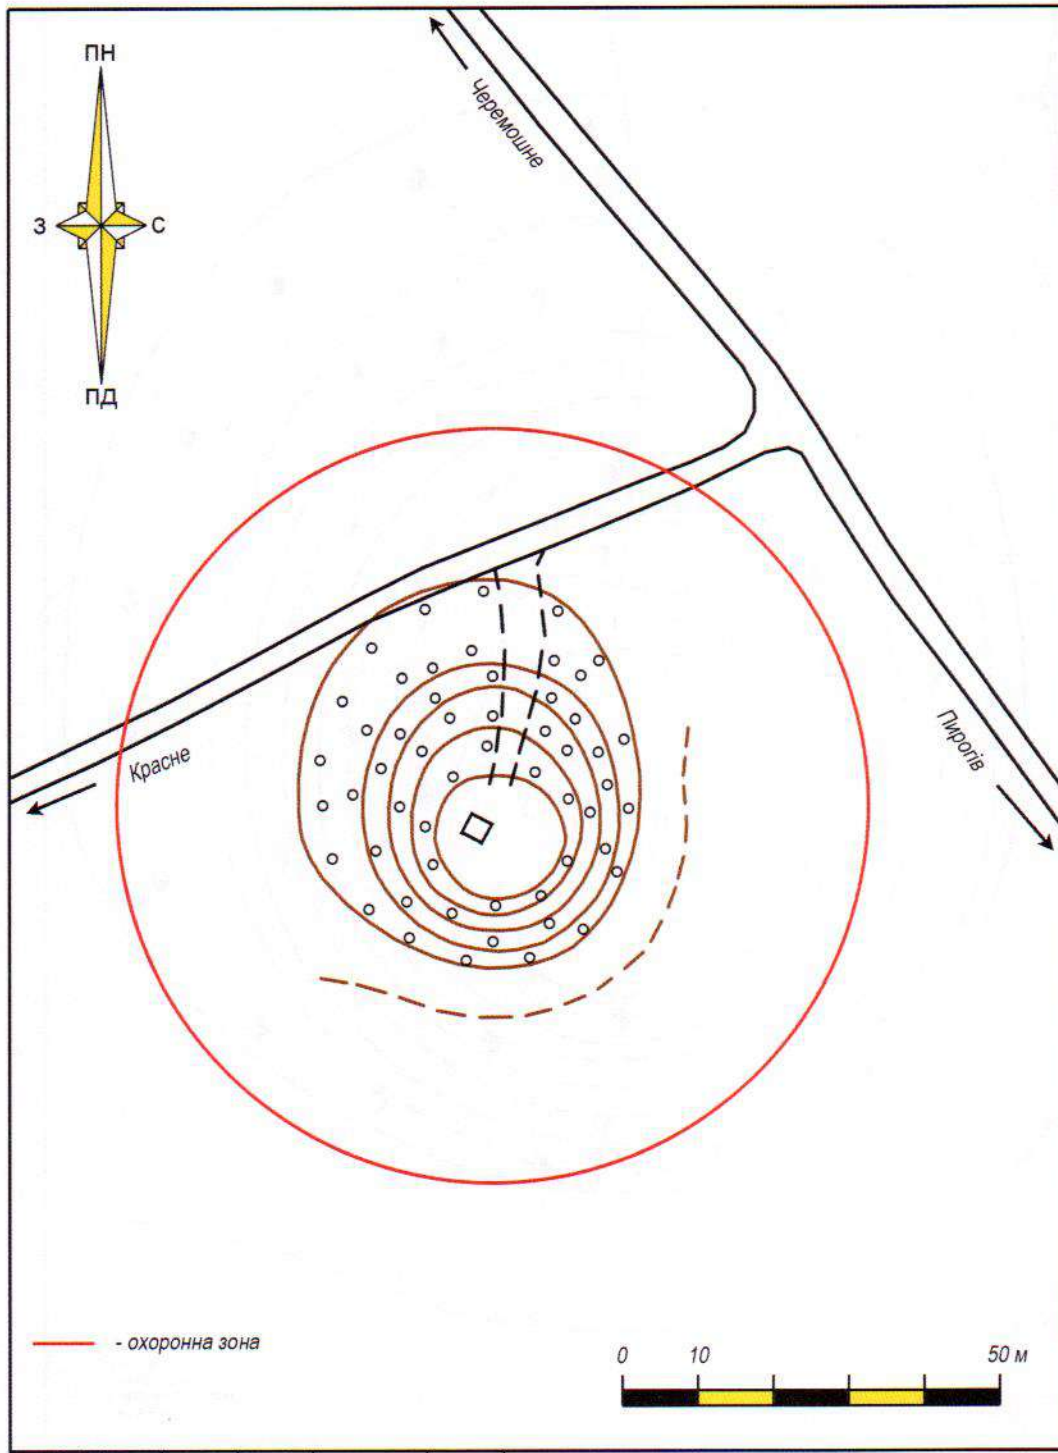 ПН
Черемошне
З С
ПД
Красне
Пирогів
- охоронна зона
0 10 50 м